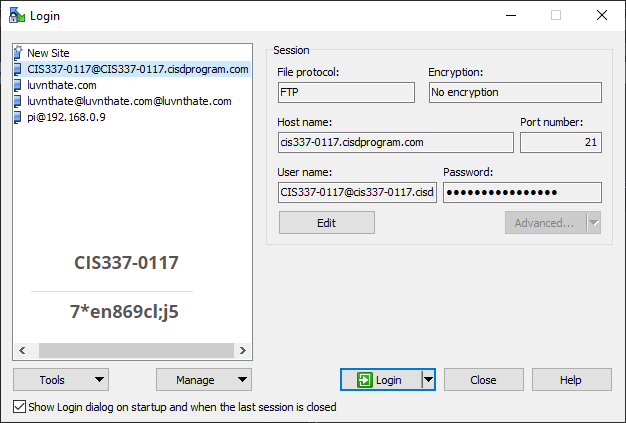 Login
New Site
CIS337-0117@CIS337-0117.cisdprogram.com
luvnthate.com
luvnthate@luvnthate.com@luvnthate.com
pi@192.168.0.9
CIS337-0117
7*en869cl;j5
Session
File protocol:
Encryption:
FTP
No encryption
Host name:
Port number:
cis337-0117.cisdprogram.com
21
User name:
Password:
CIS337-0117@cis337-0117.cisd
••••••••••••••••
Edit
Advanced...
Tools
Manage
Login
Close
Help
Show Login dialog on startup and when the last session is closed